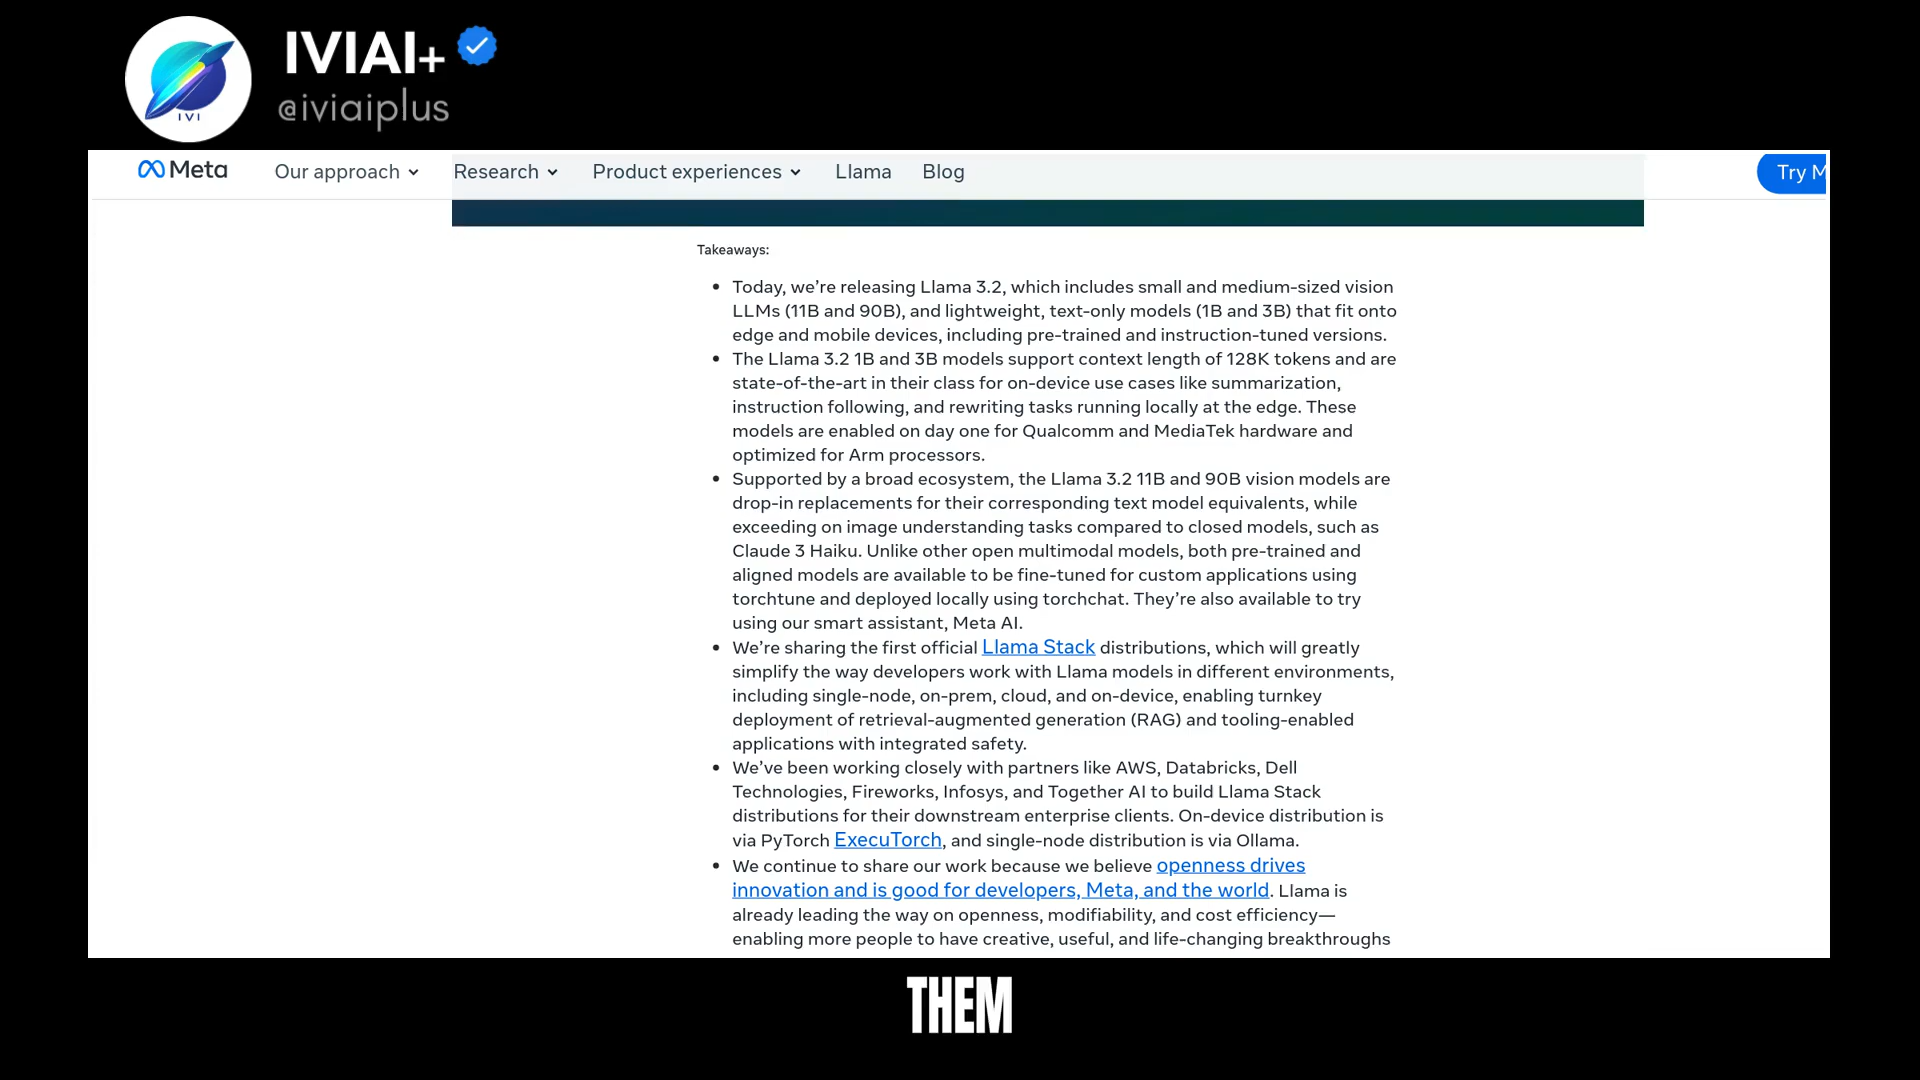 IVIAI+
@iviaiplus
IVI
Meta Our approach Research Product experiences Llama Blog Try M
Takeaways:
• Today, we’re releasing Llama 3.2, which includes small and medium-sized vision
LLMs (11B and 90B), and lightweight, text-only models (1B and 3B) that fit onto
edge and mobile devices, including pre-trained and instruction-tuned versions.
• The Llama 3.2 1B and 3B models support context length of 128K tokens and are
state-of-the-art in their class for on-device use cases like summarization,
instruction following, and rewriting tasks running locally at the edge. These
models are enabled on day one for Qualcomm and MediaTek hardware and
optimized for Arm processors.
• Supported by a broad ecosystem, the Llama 3.2 11B and 90B vision models are
drop-in replacements for their corresponding text model equivalents, while
exceeding on image understanding tasks compared to closed models, such as
Claude 3 Haiku. Unlike other open multimodal models, both pre-trained and
aligned models are available to be fine-tuned for custom applications using
torchtune and deployed locally using torchchat. They’re also available to try
using our smart assistant, Meta AI.
• We’re sharing the first official Llama Stack distributions, which will greatly
simplify the way developers work with Llama models in different environments,
including single-node, on-prem, cloud, and on-device, enabling turnkey
deployment of retrieval-augmented generation (RAG) and tooling-enabled
applications with integrated safety.
• We’ve been working closely with partners like AWS, Databricks, Dell
Technologies, Fireworks, Infosys, and Together AI to build Llama Stack
distributions for their downstream enterprise clients. On-device distribution is
via PyTorch ExecuTorch, and single-node distribution is via Ollama.
• We continue to share our work because we believe openness drives
innovation and is good for developers, Meta, and the world. Llama is
already leading the way on openness, modifiability, and cost efficiency—
enabling more people to have creative, useful, and life-changing breakthroughs
THEM